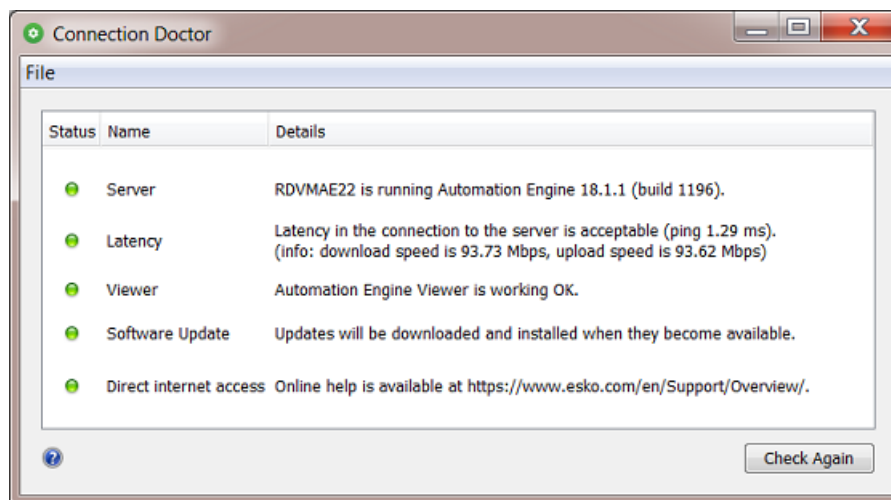 Connection Doctor
File
Status Name Details
Server RDVMAE22 is running Automation Engine 18.1.1 (build 1196).
Latency Latency in the connection to the server is acceptable (ping 1.29 ms).
(info: download speed is 93.73 Mbps, upload speed is 93.62 Mbps)
Viewer Automation Engine Viewer is working OK.
Software Update Updates will be downloaded and installed when they become available.
Direct internet access Online help is available at https://www.esko.com/en/Support/Overview/.
Check Again